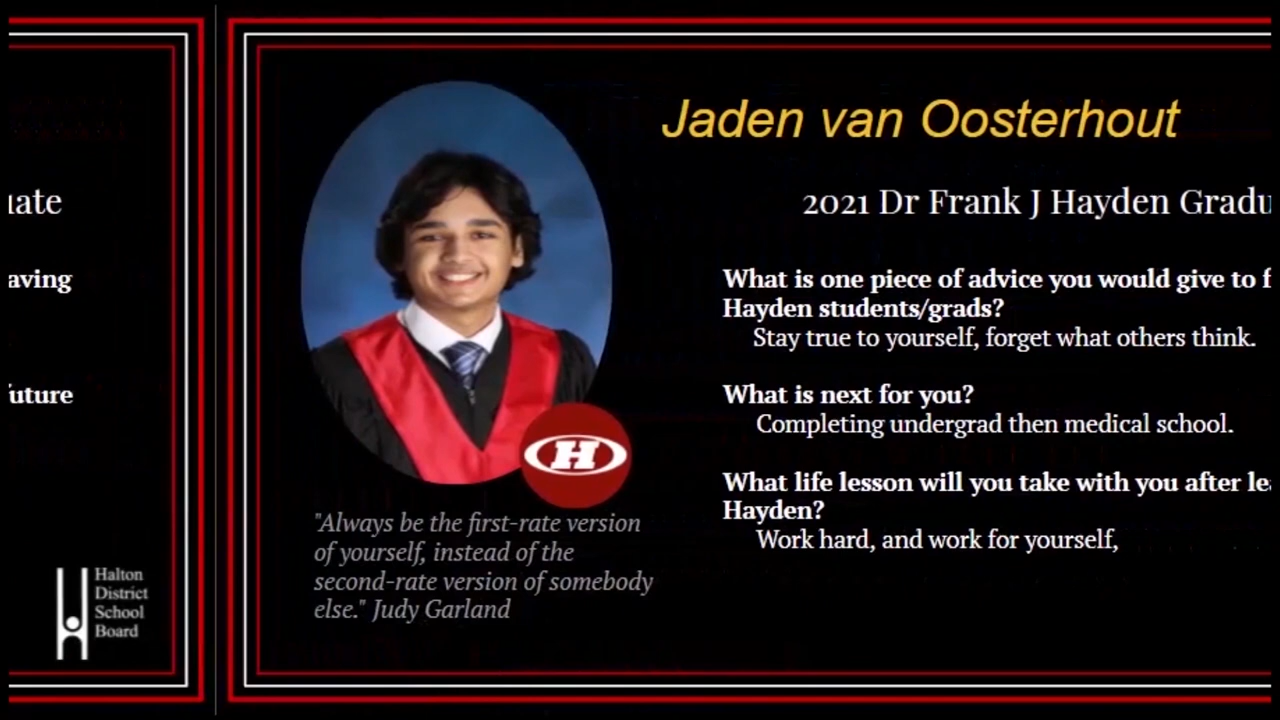 uate
aving
uture
Halton
District
School
Board
Jaden van Oosterhout
2021 Dr Frank J Hayden Gradu
What is one piece of advice you would give to f
Hayden students/grads?
Stay true to yourself, forget what others think.
What is next for you?
Completing undergrad then medical school.
What life lesson will you take with you after lea
Hayden?
Work hard, and work for yourself,
H
"Always be the first-rate version
of yourself, instead of the
second-rate version of somebody
else." Judy Garland